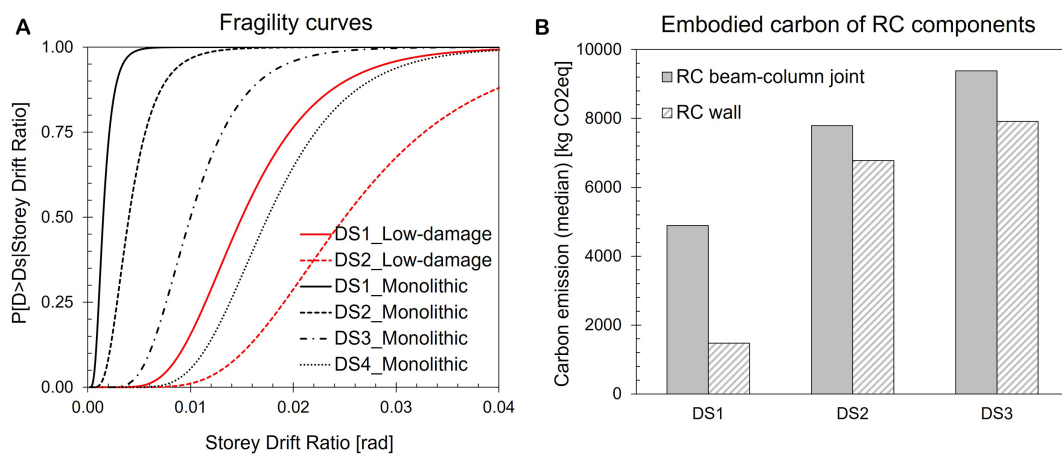 A
Fragility curves
P[D>Ds|Storey Drift Ratio]
1.00
0.75
0.50
0.25
0.00
DS1_Low-damage
DS2_Low-damage
DS1_Monolithic
DS2_Monolithic
DS3_Monolithic
DS4_Monolithic
0.00
0.01
0.02
0.03
0.04
Storey Drift Ratio [rad]
B
Embodied carbon of RC components
Carbon emission (median) [kg CO2eq]
10000
8000
6000
4000
2000
0
RC beam-column joint
RC wall
DS1
DS2
DS3